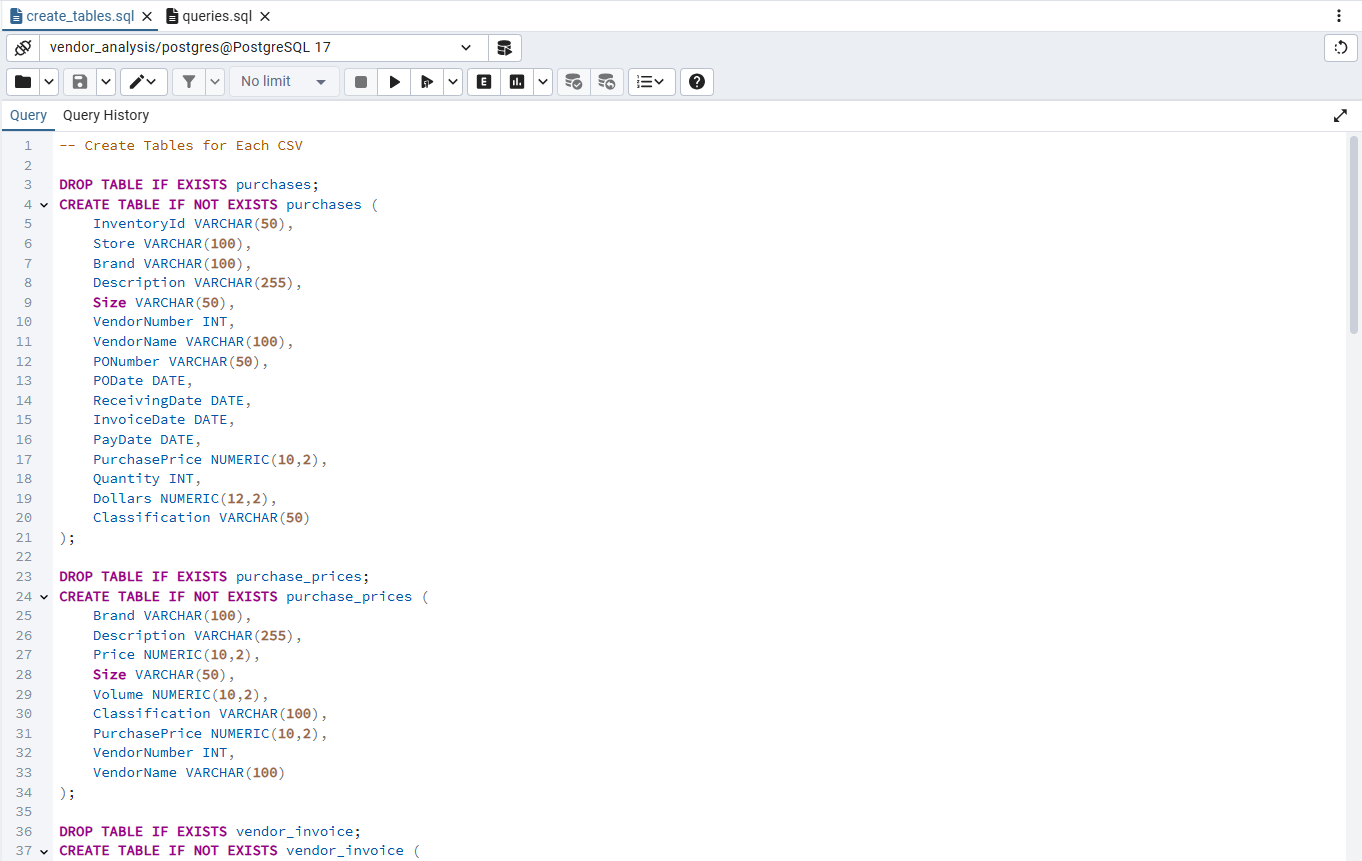 create_tables.sql queries.sql
vendor_analysis/postgres@PostgreSQL 17
No limit E
Query Query History
1 -- Create Tables for Each CSV
2
3 DROP TABLE IF EXISTS purchases;
4 CREATE TABLE IF NOT EXISTS purchases (
5 InventoryId VARCHAR(50),
6 Store VARCHAR(100),
7 Brand VARCHAR(100),
8 Description VARCHAR(255),
9 Size VARCHAR(50),
10 VendorNumber INT,
11 VendorName VARCHAR(100),
12 PONumber VARCHAR(50),
13 PODate DATE,
14 ReceivingDate DATE,
15 InvoiceDate DATE,
16 PayDate DATE,
17 PurchasePrice NUMERIC(10,2),
18 Quantity INT,
19 Dollars NUMERIC(12,2),
20 Classification VARCHAR(50)
21 );
22
23 DROP TABLE IF EXISTS purchase_prices;
24 CREATE TABLE IF NOT EXISTS purchase_prices (
25 Brand VARCHAR(100),
26 Description VARCHAR(255),
27 Price NUMERIC(10,2),
28 Size VARCHAR(50),
29 Volume NUMERIC(10,2),
30 Classification VARCHAR(100),
31 PurchasePrice NUMERIC(10,2),
32 VendorNumber INT,
33 VendorName VARCHAR(100)
34 );
35
36 DROP TABLE IF EXISTS vendor_invoice;
37 CREATE TABLE IF NOT EXISTS vendor_invoice (